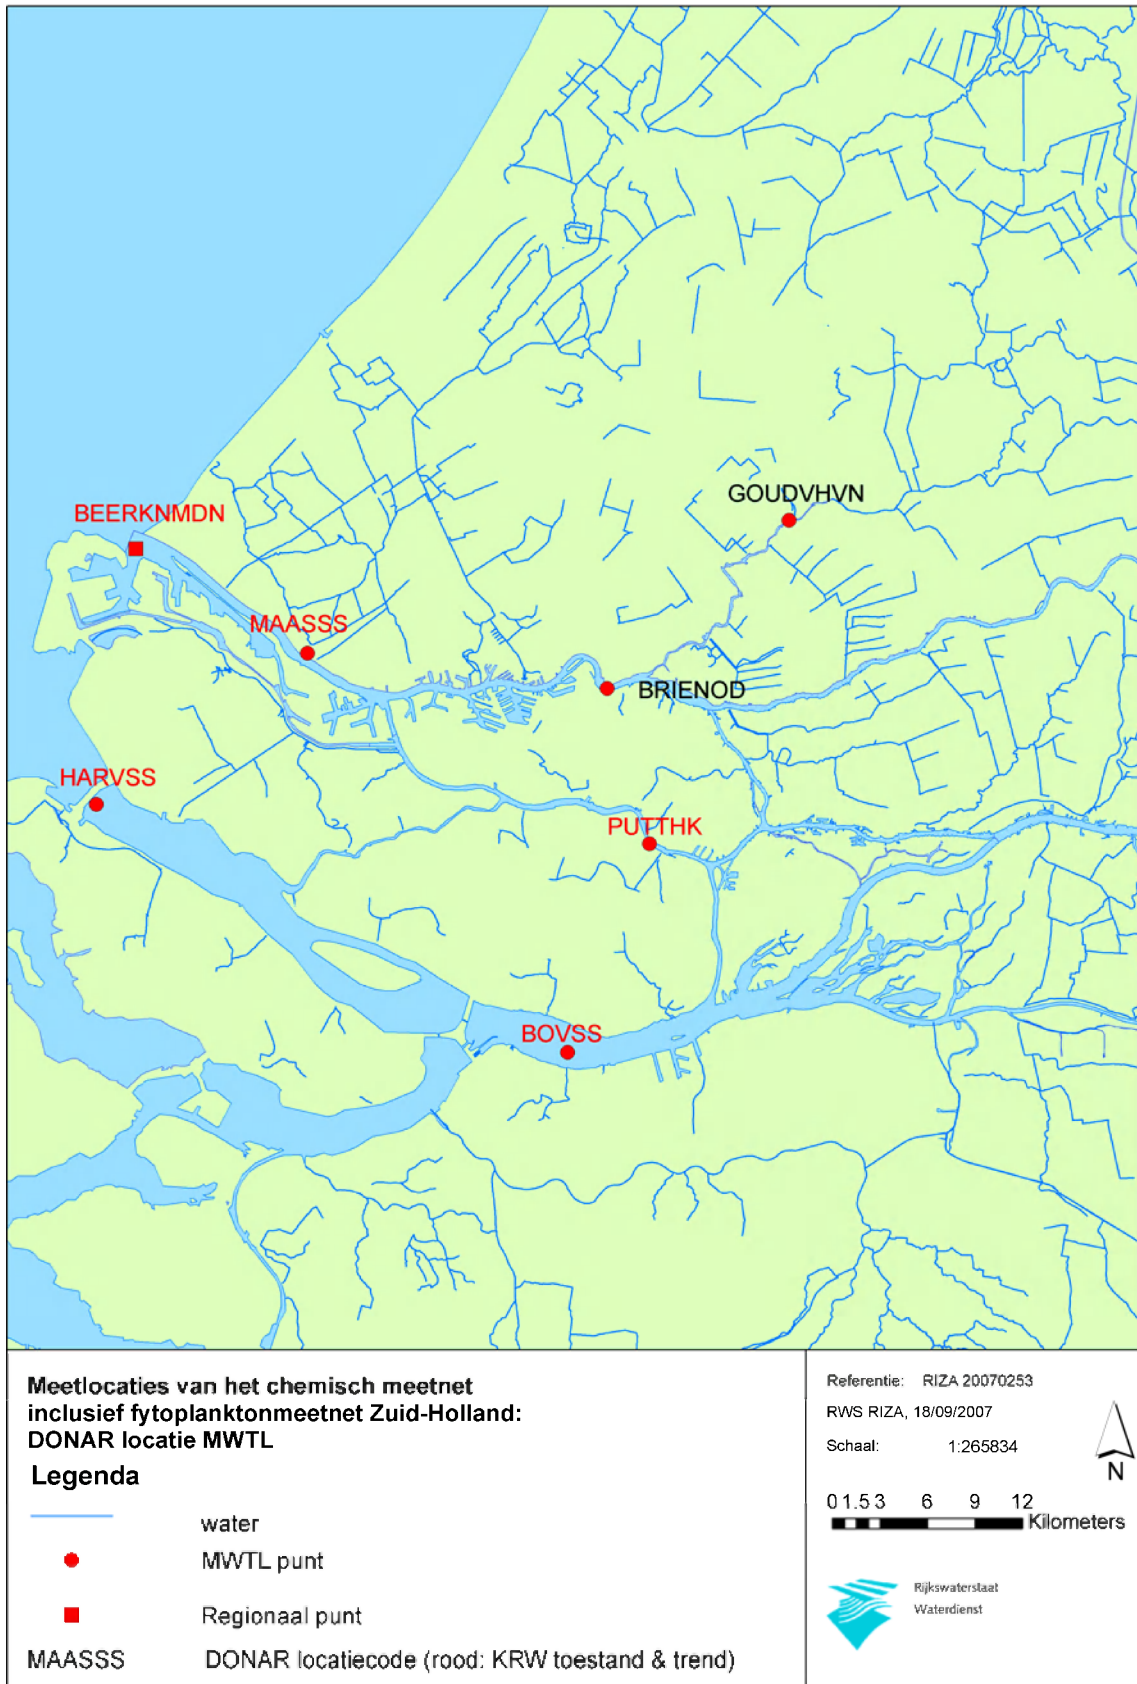 GOUDVHVN
BEERKNMDN
MAASSS
BRIENOD
HARVSS
PUTTHK
BOVSS
Meetlocaties van het chemisch meetnet
inclusief fytoplanktonmeetnet Zuid-Holland:
DONAR locatie MWTL
Legenda
water
MWTL punt
Regionaal punt
MAASSS DONAR locatiecode (rood: KRW toestand & trend)
Referentie: RIZA 20070253
RWS RIZA, 18/09/2007
Schaal: 1:265834
N
0 1.5 3 6 9 12
Kilometers
Rijkswaterstaat
Waterdienst